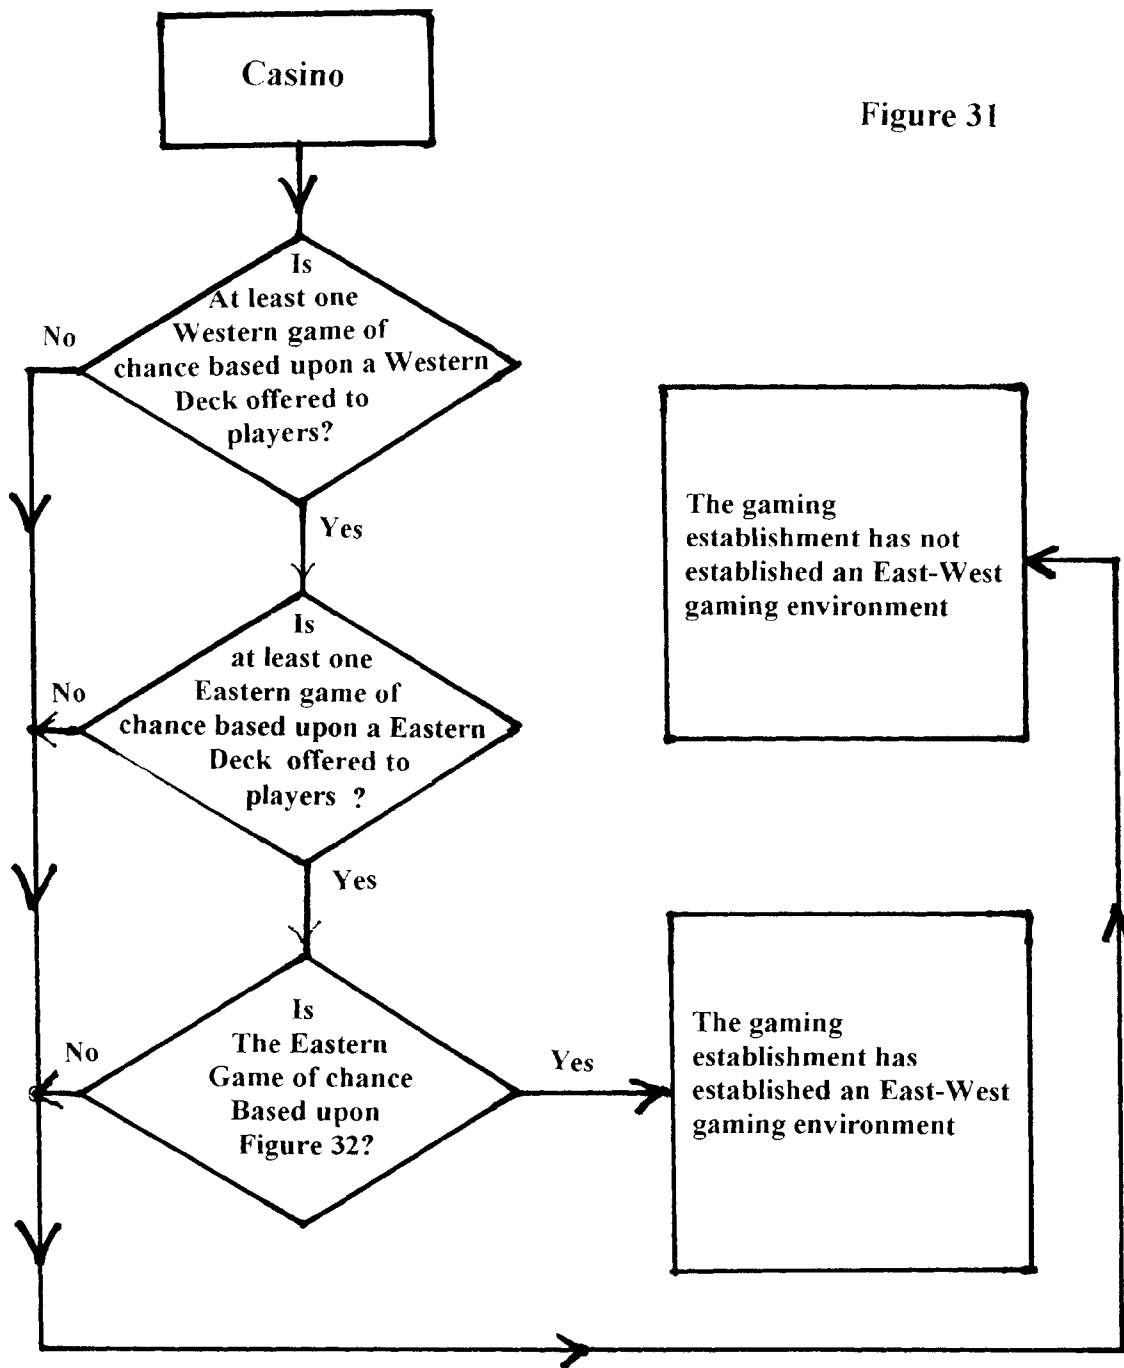 Casino
Figure 31
Is
At least one
Western game of
chance based upon a Western
Deck offered to
players?
No
Yes
Is
at least one
Eastern game of
chance based upon a Eastern
Deck offered to
players ?
No
Yes
Is
The Eastern
Game of chance
Based upon
Figure 32?
No
Yes
The gaming
establishment has not
established an East-West
gaming environment
The gaming
establishment has
established an East-West
gaming environment